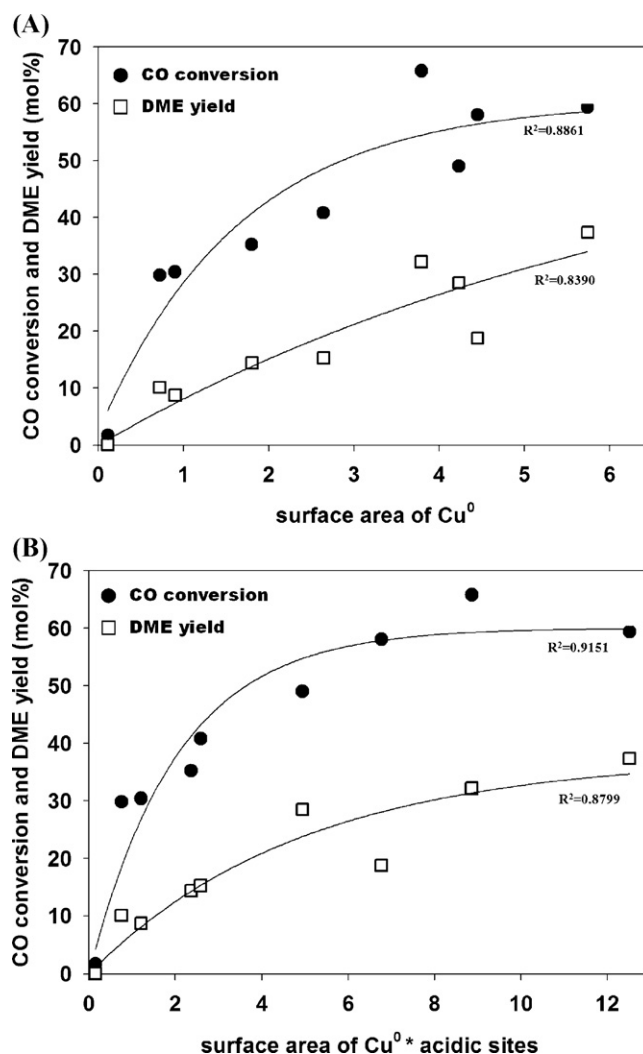 (A)
70
60
50
40
30
20
10
0
CO conversion and DME yield (mol%)
CO conversion
DME yield
R²=0.8861
R²=0.8390
0 1 2 3 4 5 6
surface area of Cu⁰
(B)
70
60
50
40
30
20
10
0
CO conversion and DME yield (mol%)
CO conversion
DME yield
R²=0.9151
R²=0.8799
0 2 4 6 8 10 12
surface area of Cu⁰ * acidic sites